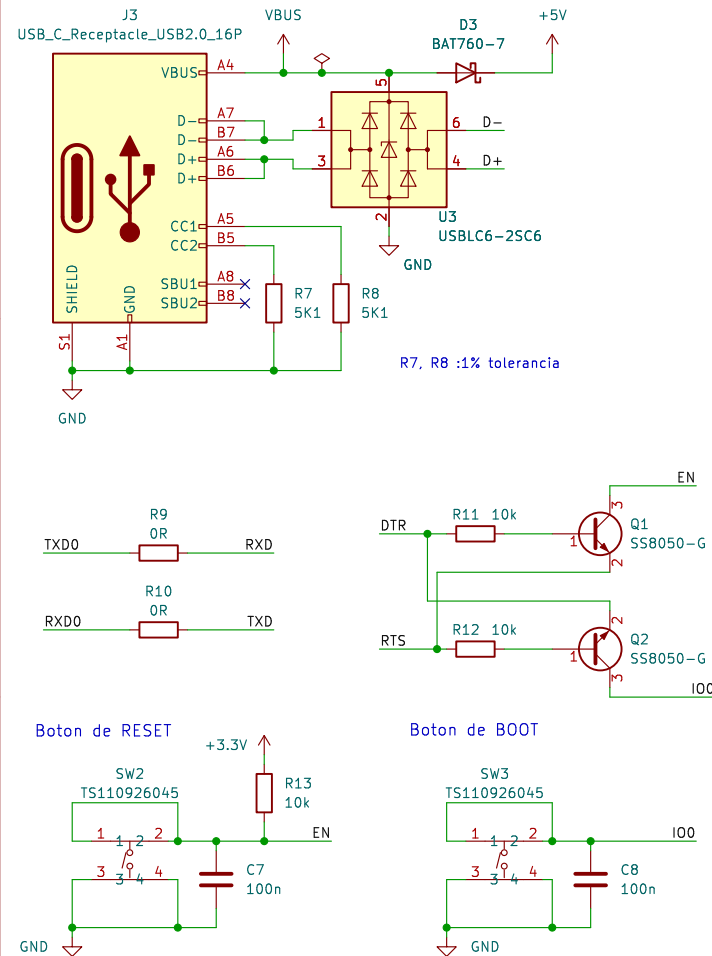 J3
USB_C_Receptacle_USB2.0_16P
VBUS
D3
BAT760-7
+5V
VBUS A4
5
D- A7
D- B7
D+ A6
D+ B6
1
3
6 D-
4 D+
2
U3
USBLC6-2SC6
GND
CC1 A5
CC2 B5
SBU1 A8
SBU2 B8
SHIELD
GND
S1
A1
R7
5K1
R8
5K1
R7, R8 :1% tolerancia
GND
R9
0R
TXD0
RXD
R10
0R
RXD0
TXD
EN
DTR
R11 10k
3
1
2
Q1
SS8050-G
RTS
R12 10k
2
1
3
Q2
SS8050-G
IO0
Boton de RESET
+3.3V
SW2
TS110926045
R13
10k
1 1 2 2
EN
3 3 4 4
C7
100n
GND
Boton de BOOT
SW3
TS110926045
1 1 2 2
IO0
3 3 4 4
C8
100n
GND